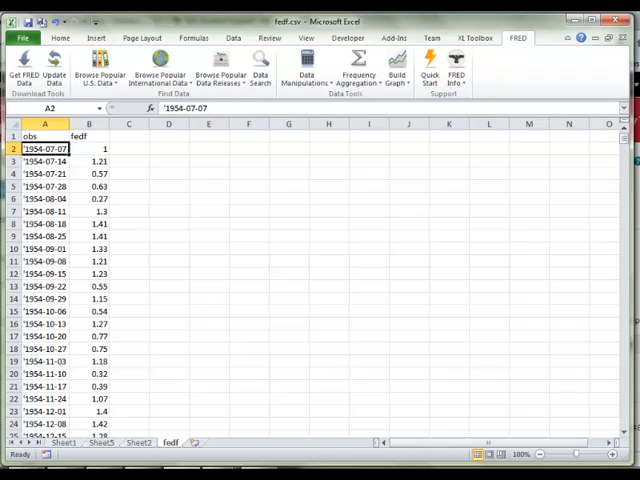 fedf.csv - Microsoft Excel
File Home Insert Page Layout Formulas Data Review View Developer Add-Ins Team XL Toolbox FRED
Get FRED Data Update Data Browse Popular U.S. Data Browse Popular International Data Browse Popular Data Releases Data Search Data Manipulations Frequency Aggregation Build Graph Quick Start FRED Info
Download Tools Find Data Data Tools Support
A2 fx '1954-07-07
A B C D E F G H I J K L M N O
1 obs fedf
2 '1954-07-07 1
3 '1954-07-14 1.21
4 '1954-07-21 0.57
5 '1954-07-28 0.63
6 '1954-08-04 0.27
7 '1954-08-11 1.3
8 '1954-08-18 1.41
9 '1954-08-25 1.41
10 '1954-09-01 1.33
11 '1954-09-08 1.21
12 '1954-09-15 1.23
13 '1954-09-22 0.55
14 '1954-09-29 1.15
15 '1954-10-06 0.54
16 '1954-10-13 1.27
17 '1954-10-20 0.77
18 '1954-10-27 0.75
19 '1954-11-03 1.18
20 '1954-11-10 0.32
21 '1954-11-17 0.39
22 '1954-11-24 1.07
23 '1954-12-01 1.4
24 '1954-12-08 1.42
25 '1954-12-15 1.28
Sheet1 Sheet5 Sheet2 fedf
Ready 100%